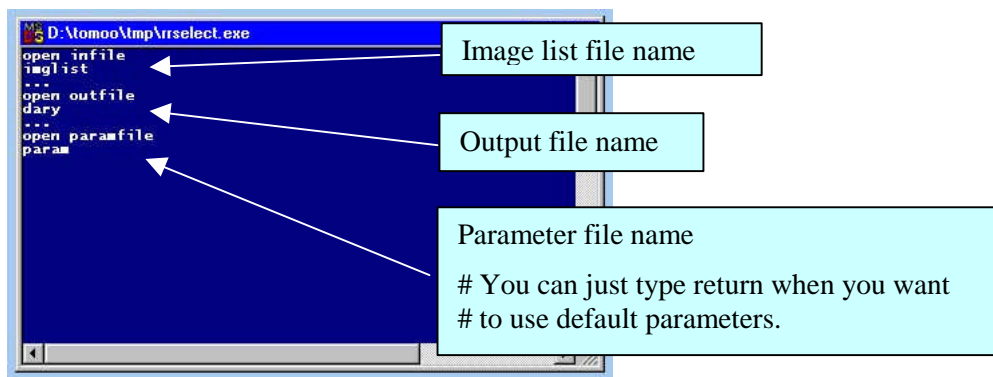 D:\tomoo\tmp\rrselect.exe
open infile
imglist
...
open outfile
dary
...
open paramfile
param
Image list file name
Output file name
Parameter file name
# You can just type return when you want
# to use default parameters.